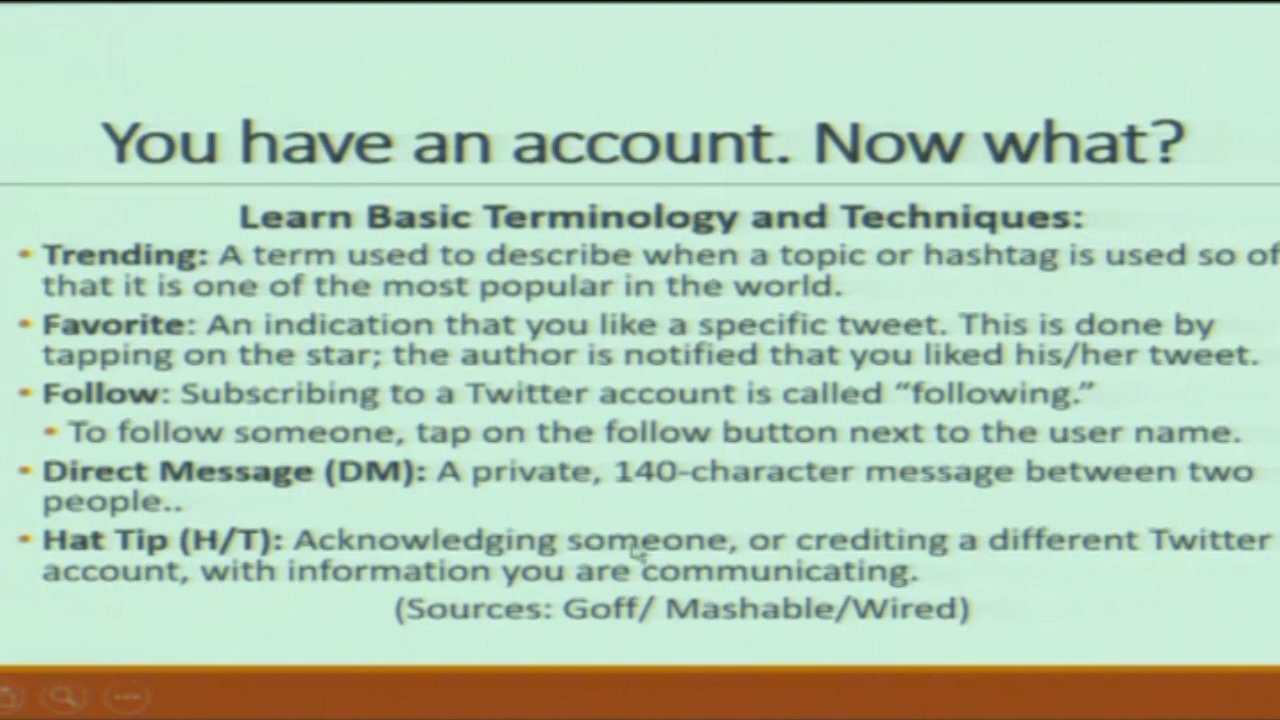 You have an account. Now what?
Learn Basic Terminology and Techniques:
• Trending: A term used to describe when a topic or hashtag is used so of
that it is one of the most popular in the world.
• Favorite: An indication that you like a specific tweet. This is done by
tapping on the star; the author is notified that you liked his/her tweet.
• Follow: Subscribing to a Twitter account is called “following.”
• To follow someone, tap on the follow button next to the user name.
• Direct Message (DM): A private, 140-character message between two
people..
• Hat Tip (H/T): Acknowledging someone, or crediting a different Twitter
account, with information you are communicating.
(Sources: Goff/ Mashable/Wired)